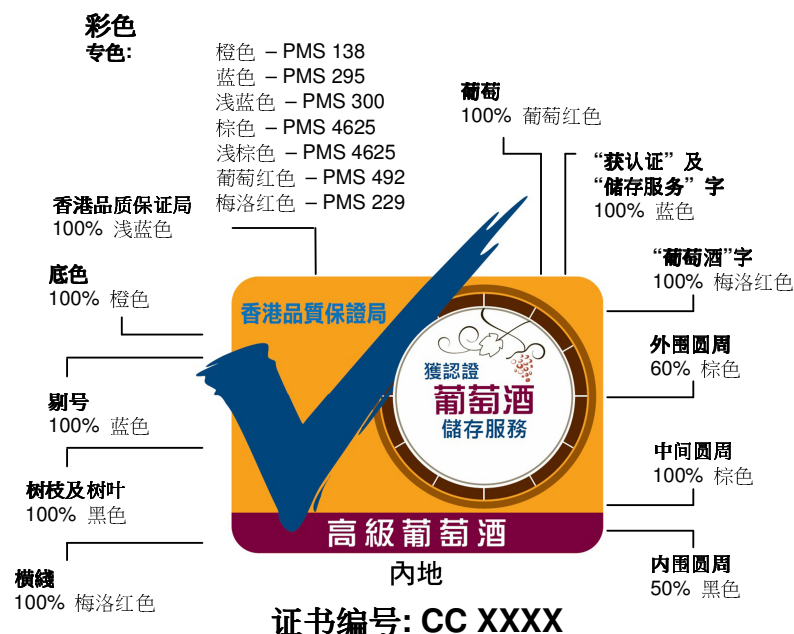 彩色
专色:
橙色 – PMS 138
蓝色 – PMS 295
浅蓝色 – PMS 300
棕色 – PMS 4625
浅棕色 – PMS 4625
葡萄红色 – PMS 492
梅洛红色 – PMS 229
葡萄
100% 葡萄红色
“获认证” 及
“储存服务” 字
100% 蓝色
香港品质保证局
100% 浅蓝色
“葡萄酒”字
100% 梅洛红色
底色
100% 橙色
外围圆周
60% 棕色
剔号
100% 蓝色
中间圆周
100% 棕色
树枝及树叶
100% 黑色
内围圆周
50% 黑色
横綫
100% 梅洛红色
香港品質保證局
獲認證
葡萄酒
儲存服務
高級葡萄酒
內地
证书编号: CC XXXX